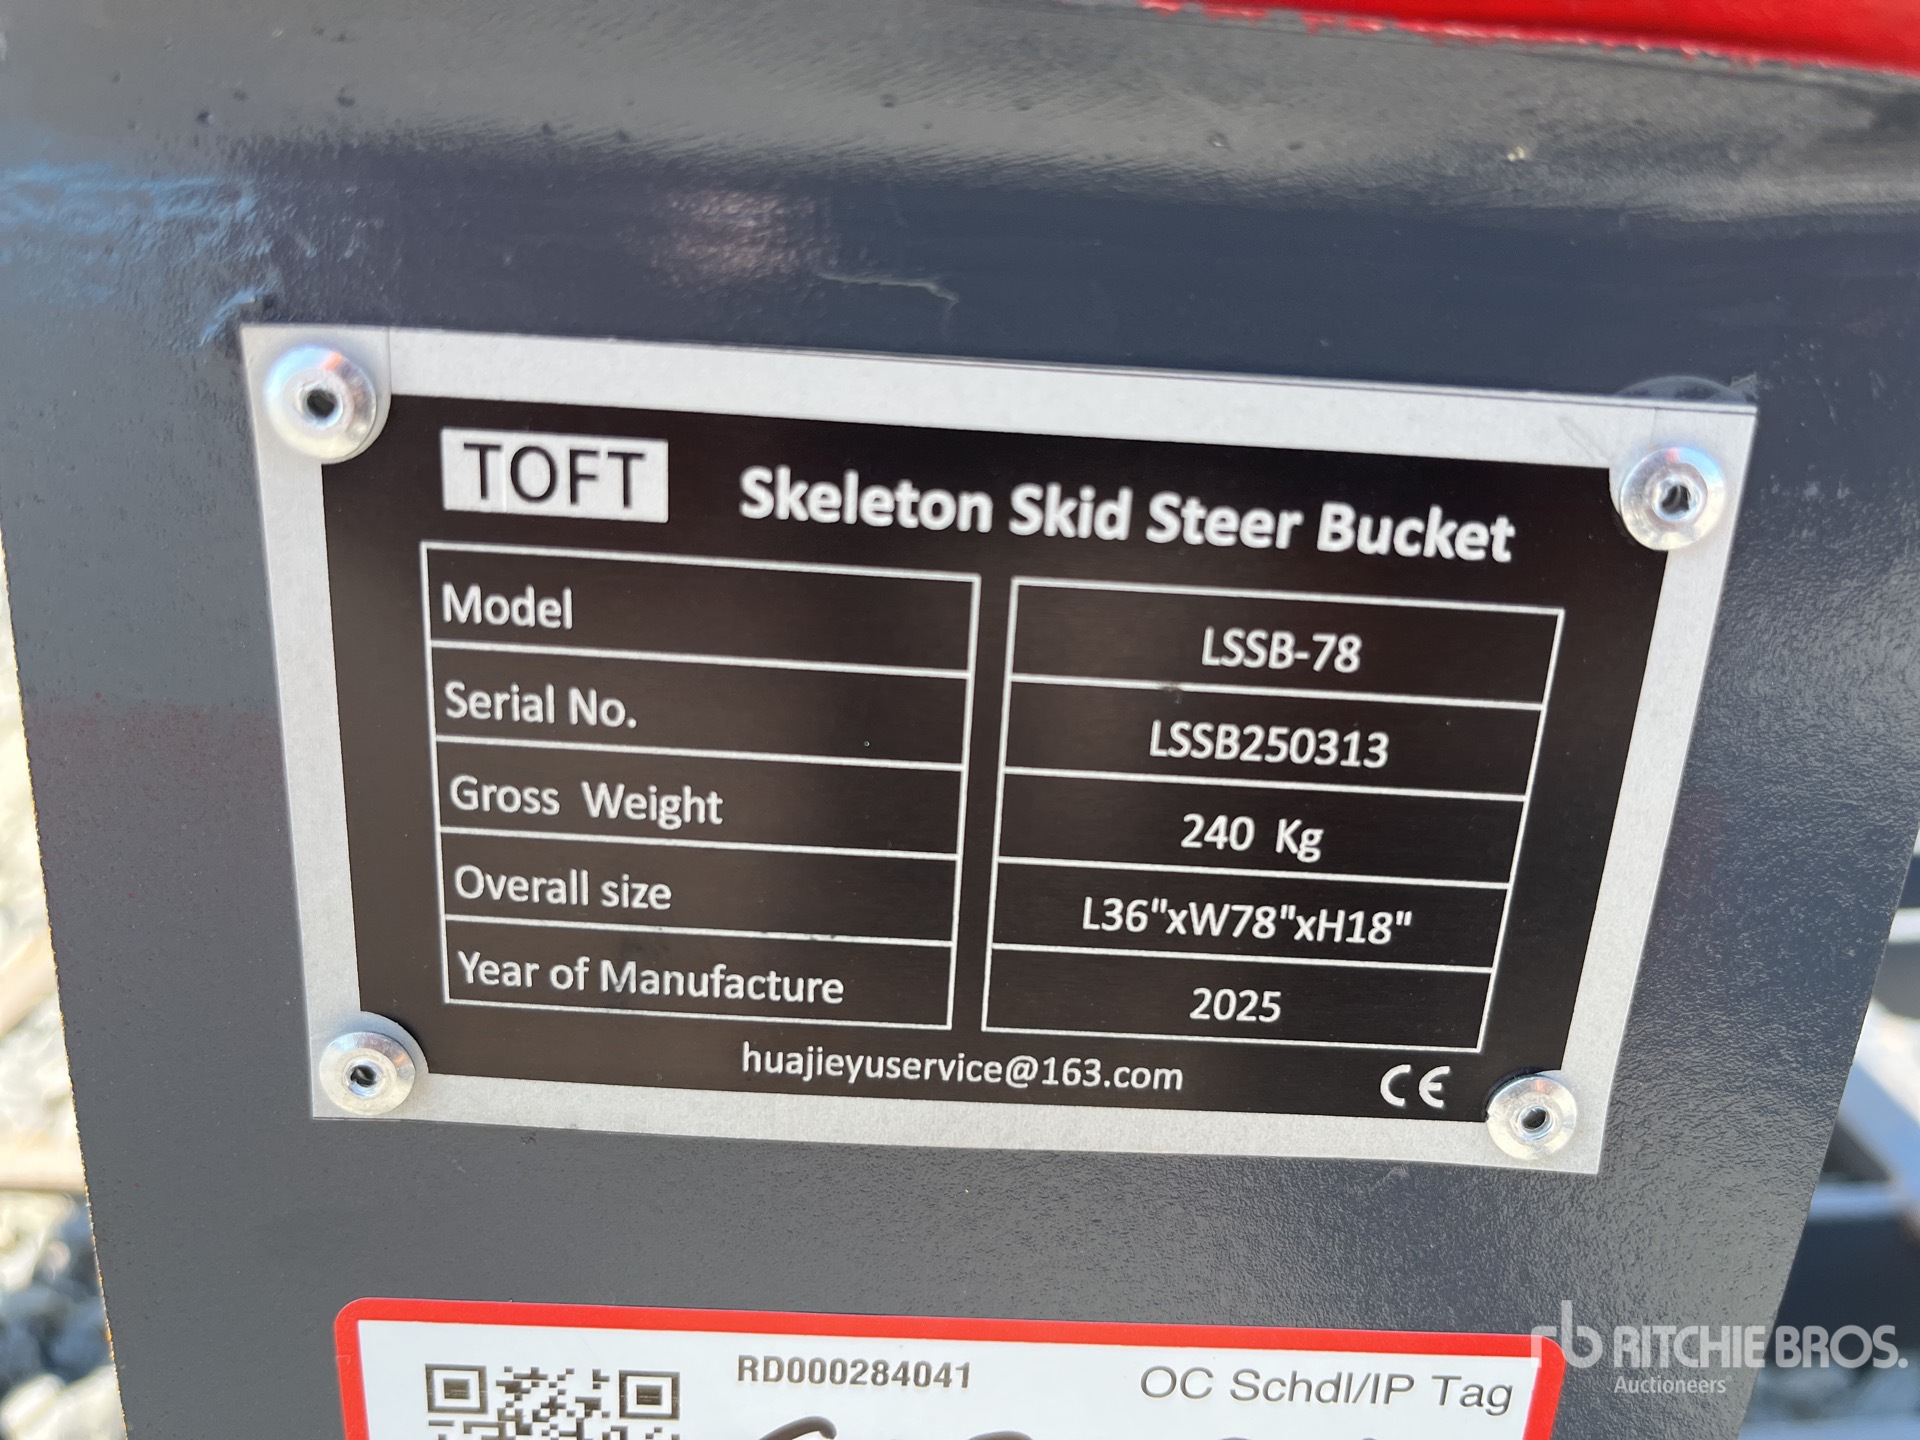 TOFT Skeleton Skid Steer Bucket
Model LSSB-78
Serial No. LSSB250313
Gross Weight 240 Kg
Overall size L36"xW78"xH18"
Year of Manufacture 2025
huajieyuservice@163.com CE
RD000284041 OC Schdl/IP Tag
rb RITCHIE BROS.
Auctioneers